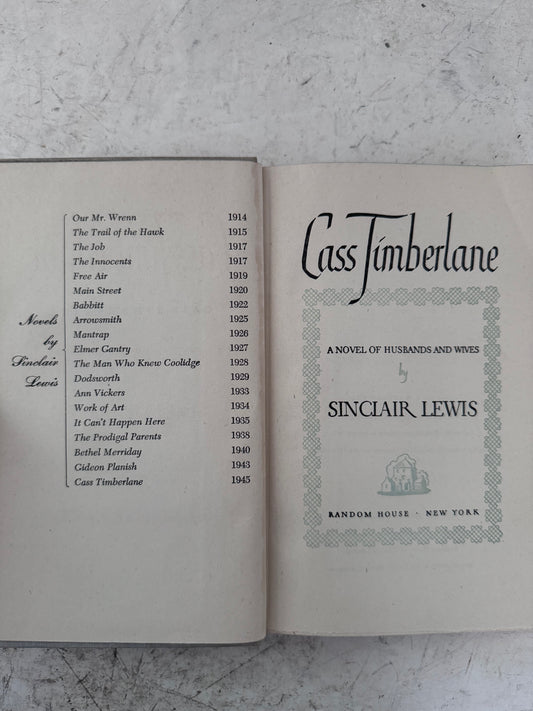 Novels
by
Sinclair
Lewis
Our Mr. Wrenn 1914
The Trail of the Hawk 1915
The Job 1917
The Innocents 1917
Free Air 1919
Main Street 1920
Babbitt 1922
Arrowsmith 1925
Mantrap 1926
Elmer Gantry 1927
The Man Who Knew Coolidge 1928
Dodsworth 1929
Ann Vickers 1933
Work of Art 1934
It Can't Happen Here 1935
The Prodigal Parents 1938
Bethel Merriday 1940
Gideon Planish 1943
Cass Timberlane 1945
Cass Timberlane
A NOVEL OF HUSBANDS AND WIVES
by
SINCLAIR LEWIS
RANDOM HOUSE · NEW YORK